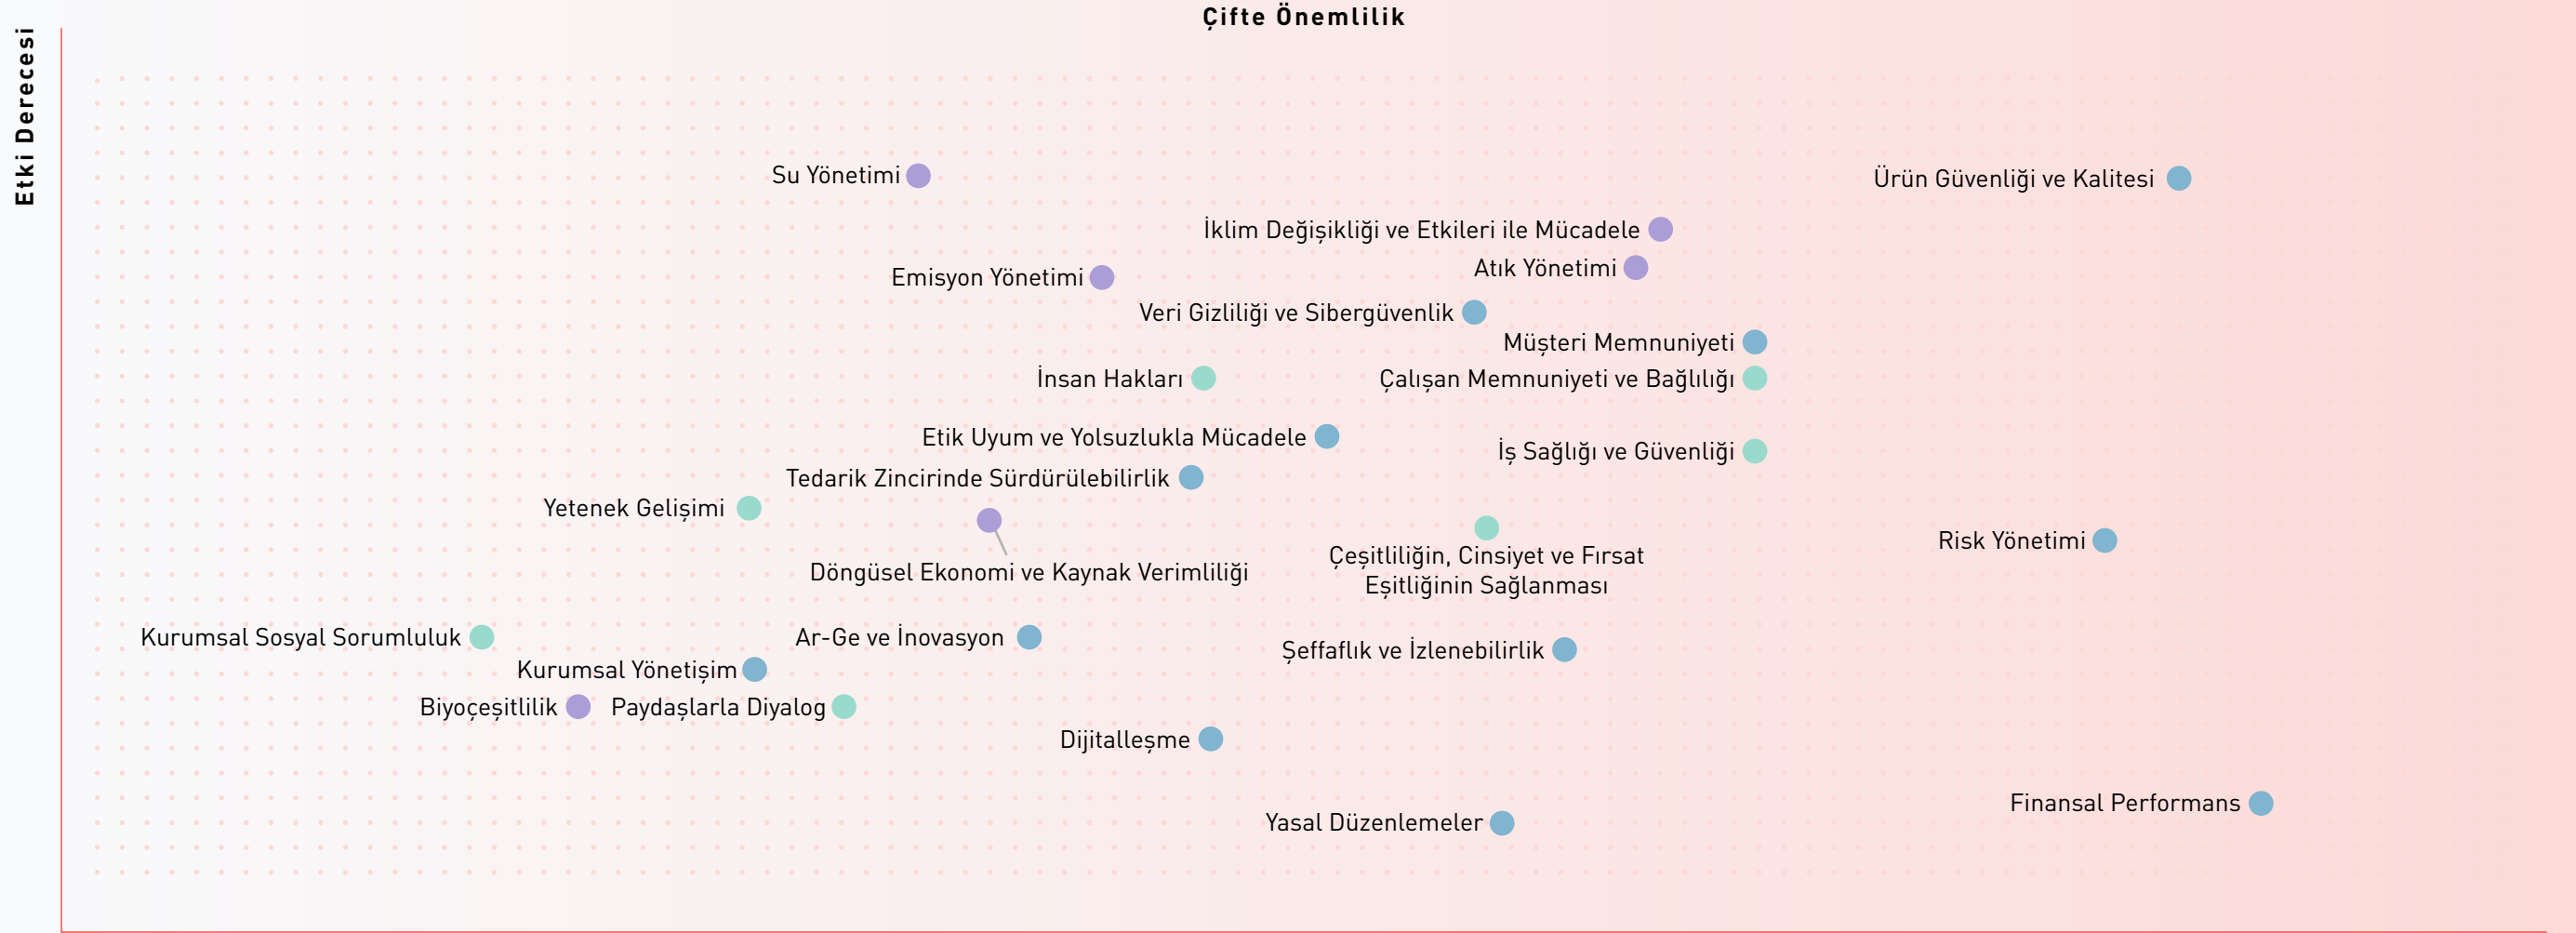 Çifte Önemlilik
Etki Derecesi
Su Yönetimi
Ürün Güvenliği ve Kalitesi
İklim Değişikliği ve Etkileri ile Mücadele
Atık Yönetimi
Emisyon Yönetimi
Veri Gizliliği ve Sibergüvenlik
Müşteri Memnuniyeti
İnsan Hakları
Çalışan Memnuniyeti ve Bağlılığı
Etik Uyum ve Yolsuzlukla Mücadele
İş Sağlığı ve Güvenliği
Tedarik Zincirinde Sürdürülebilirlik
Yetenek Gelişimi
Risk Yönetimi
Döngüsel Ekonomi ve Kaynak Verimliliği
Çeşitliliğin, Cinsiyet ve Fırsat
Eşitliğinin Sağlanması
Kurumsal Sosyal Sorumluluk
Ar-Ge ve İnovasyon
Şeffaflık ve İzlenebilirlik
Kurumsal Yönetişim
Biyoçeşitlilik
Paydaşlarla Diyalog
Dijitalleşme
Finansal Performans
Yasal Düzenlemeler